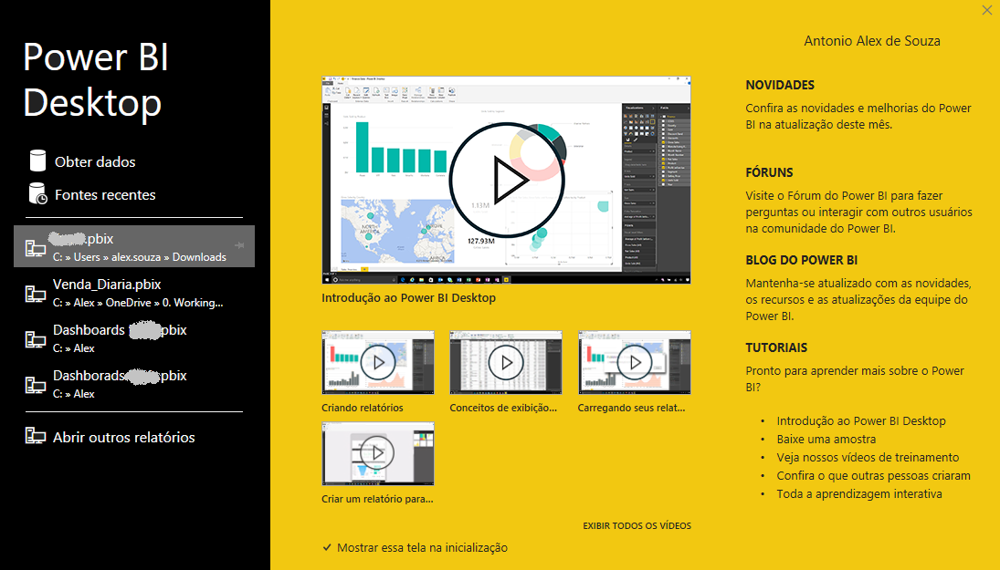 Power BI
Desktop
Obter dados
Fontes recentes
.pbix
C: » Users » alex.souza » Downloads
Venda_Diaria.pbix
C: » Alex » OneDrive » 0. Working...
Dashboards pbix
C: » Alex
Dashborads .pbix
C: » Alex
Abrir outros relatórios
Antonio Alex de Souza
NORTH
AMERICA
1.13M
127.93M
Introdução ao Power BI Desktop
Criando relatórios
Conceitos de exibição...
Carregando seus relat...
Criar um relatório para...
EXIBIR TODOS OS VÍDEOS
✓ Mostrar essa tela na inicialização
NOVIDADES
Confira as novidades e melhorias do Power
BI na atualização deste mês.
FÓRUNS
Visite o Fórum do Power BI para fazer
perguntas ou interagir com outros usuários
na comunidade do Power BI.
BLOG DO POWER BI
Mantenha-se atualizado com as novidades,
os recursos e as atualizações da equipe do
Power BI.
TUTORIAIS
Pronto para aprender mais sobre o Power
BI?
• Introdução ao Power BI Desktop
• Baixe uma amostra
• Veja nossos vídeos de treinamento
• Confira o que outras pessoas criaram
• Toda a aprendizagem interativa